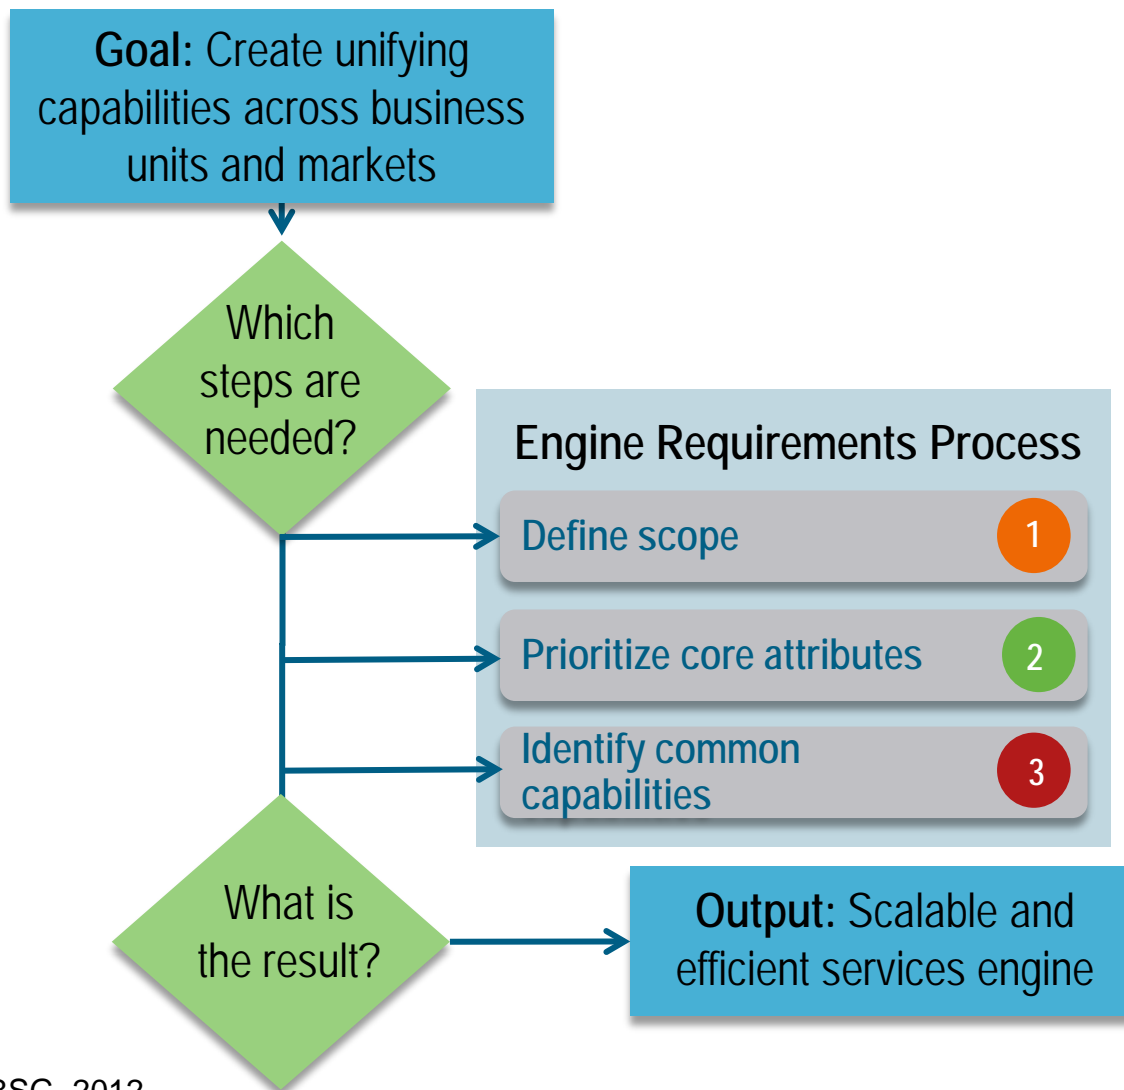 Goal: Create unifying
capabilities across business
units and markets
Which
steps are
needed?
Engine Requirements Process
Define scope
1
Prioritize core attributes
2
Identify common
capabilities
3
What is
the result?
Output: Scalable and
efficient services engine
2012